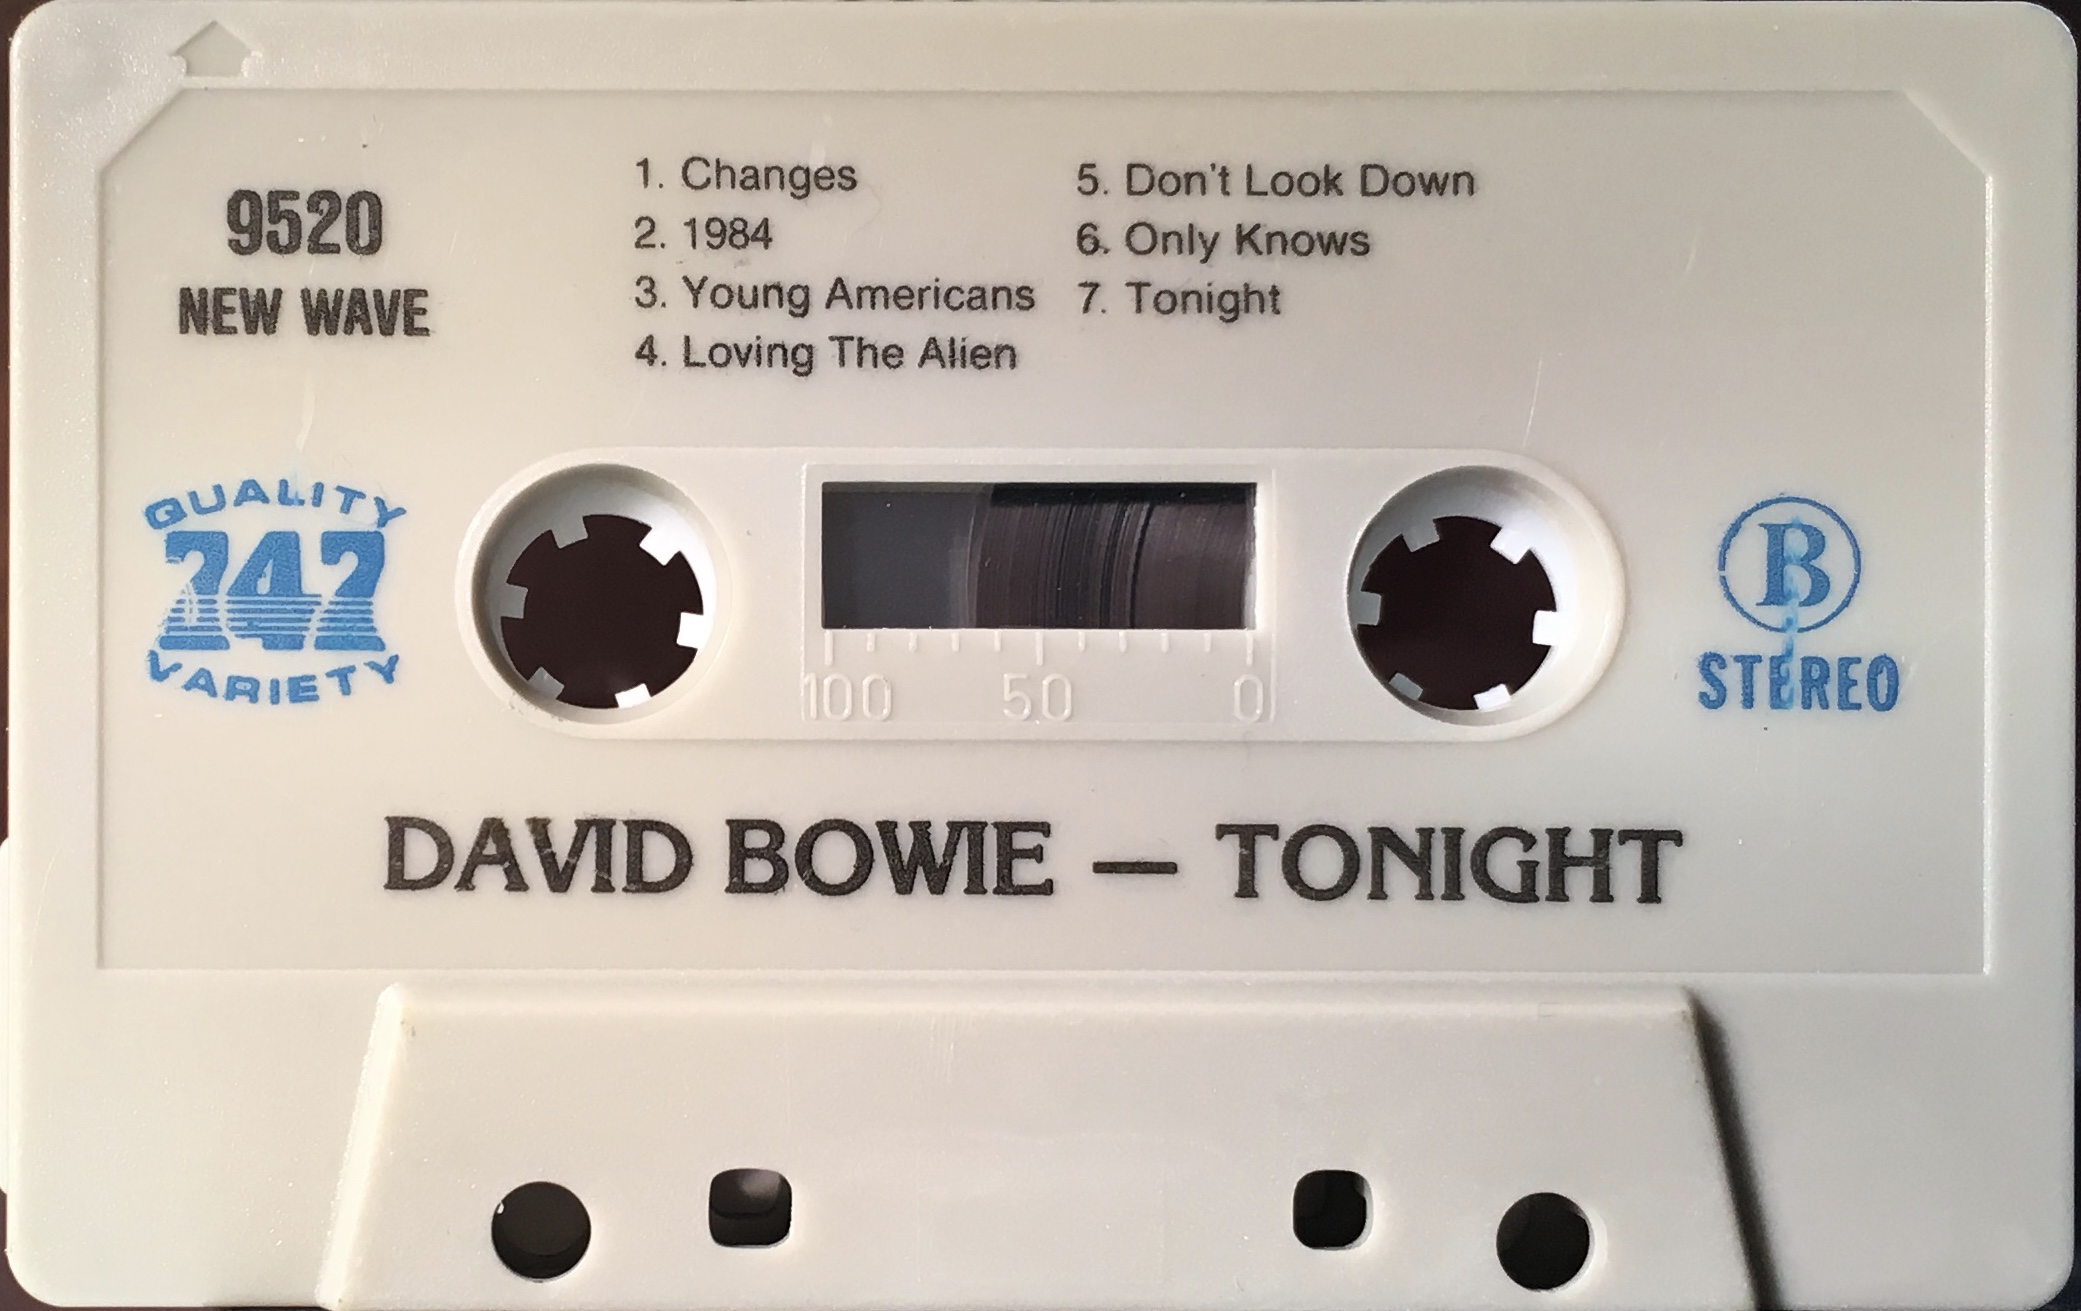 9520
NEW WAVE
1. Changes
2. 1984
3. Young Americans
4. Loving The Alien
5. Don't Look Down
6. Only Knows
7. Tonight
QUALITY
242
VARIETY
100 50 0
B
STEREO
DAVID BOWIE — TONIGHT